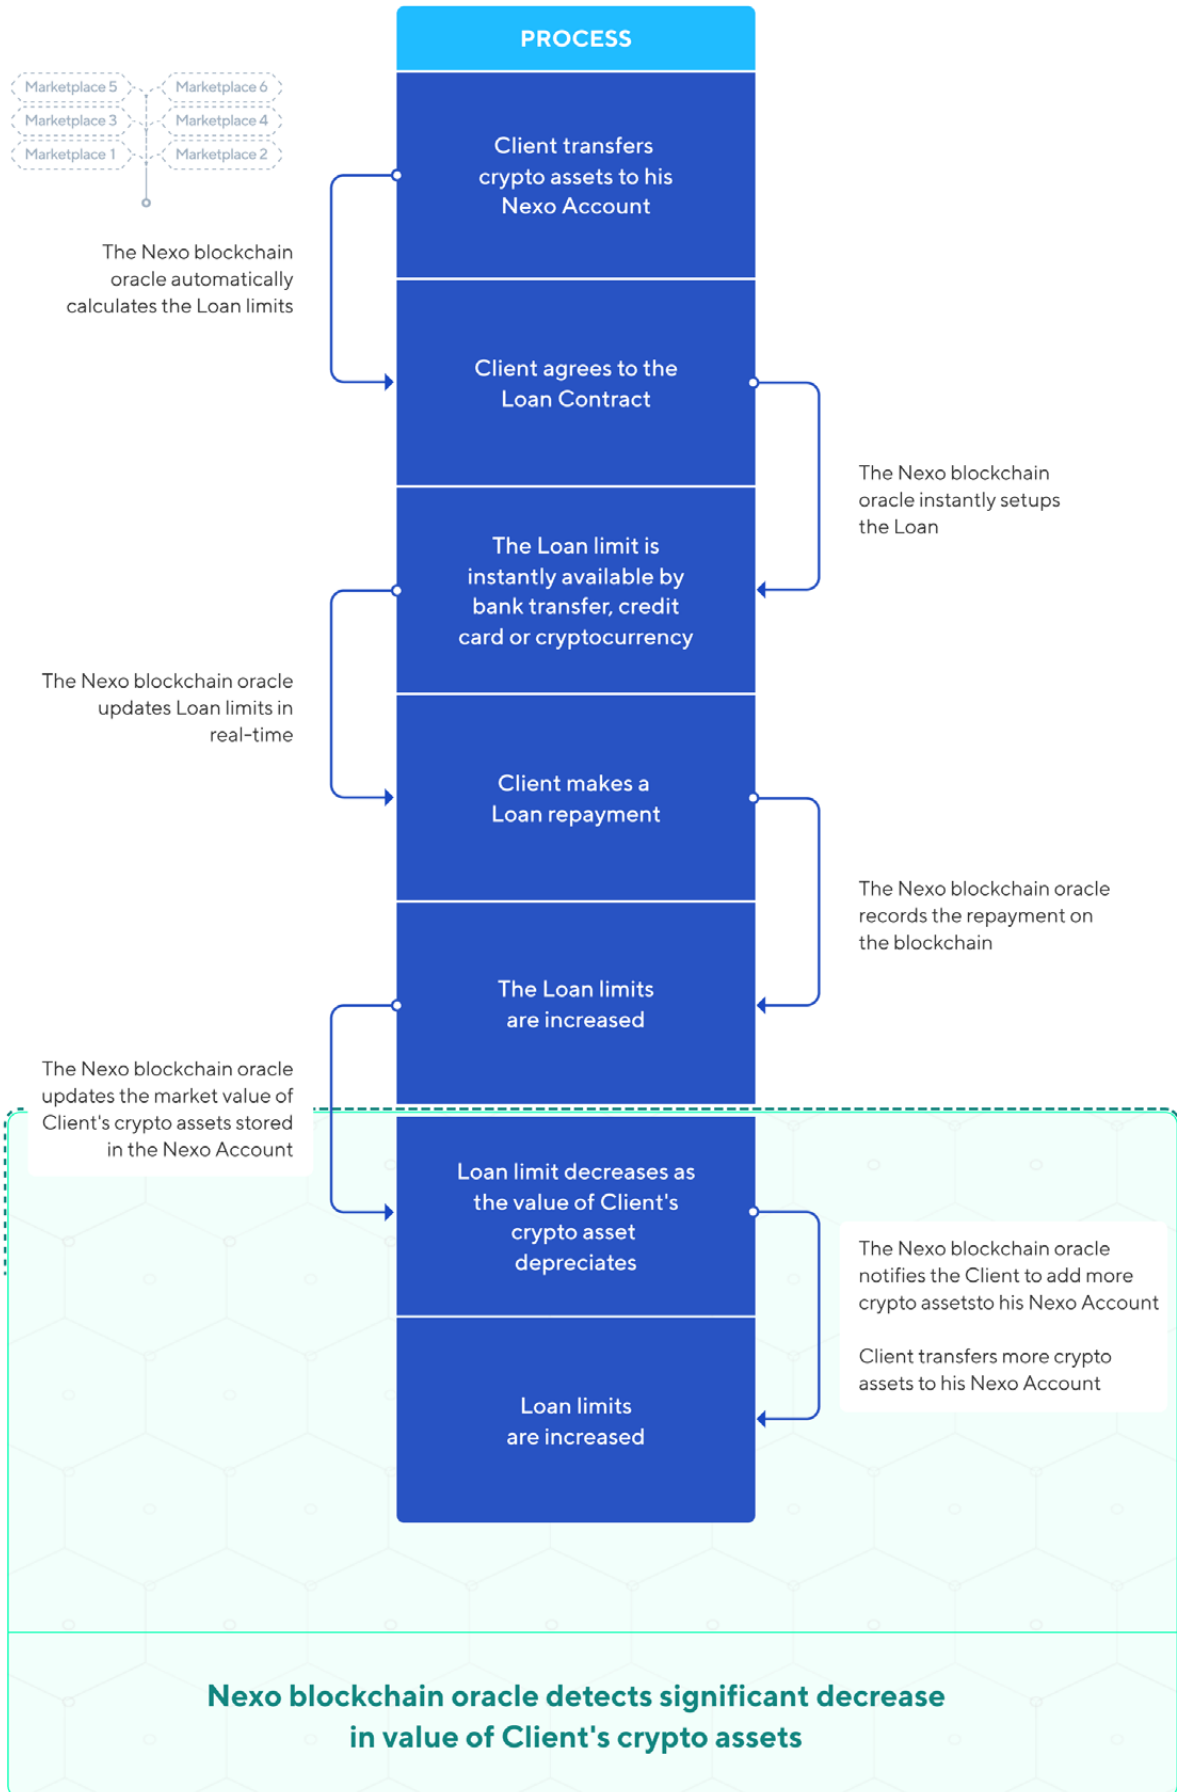 PROCESS
Marketplace 5
Marketplace 6
Marketplace 3
Marketplace 4
Marketplace 1
Marketplace 2
Client transfers
crypto assets to his
Nexo Account
The Nexo blockchain
oracle automatically
calculates the Loan limits
Client agrees to the
Loan Contract
The Nexo blockchain
oracle instantly setups
the Loan
The Loan limit is
instantly available by
bank transfer, credit
card or cryptocurrency
The Nexo blockchain oracle
updates Loan limits in
real-time
Client makes a
Loan repayment
The Nexo blockchain oracle
records the repayment on
the blockchain
The Loan limits
are increased
The Nexo blockchain oracle
updates the market value of
Client's crypto assets stored
in the Nexo Account
Loan limit decreases as
the value of Client's
crypto asset
depreciates
The Nexo blockchain oracle
notifies the Client to add more
crypto assetsto his Nexo Account
Client transfers more crypto
assets to his Nexo Account
Loan limits
are increased
Nexo blockchain oracle detects significant decrease
in value of Client's crypto assets